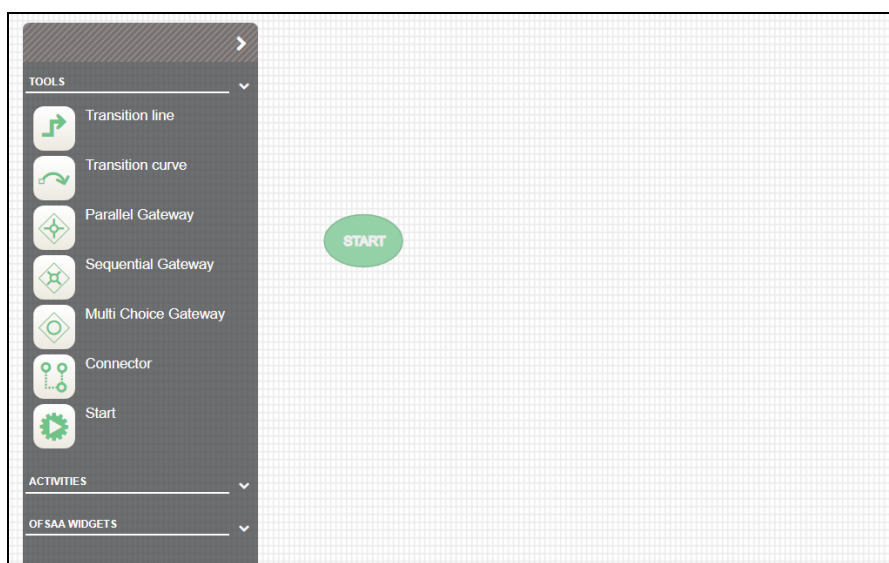 TOOLS
Transition line
Transition curve
Parallel Gateway
START
Sequential Gateway
Multi Choice Gateway
Connector
Start
ACTIVITIES
OFSAA WIDGETS